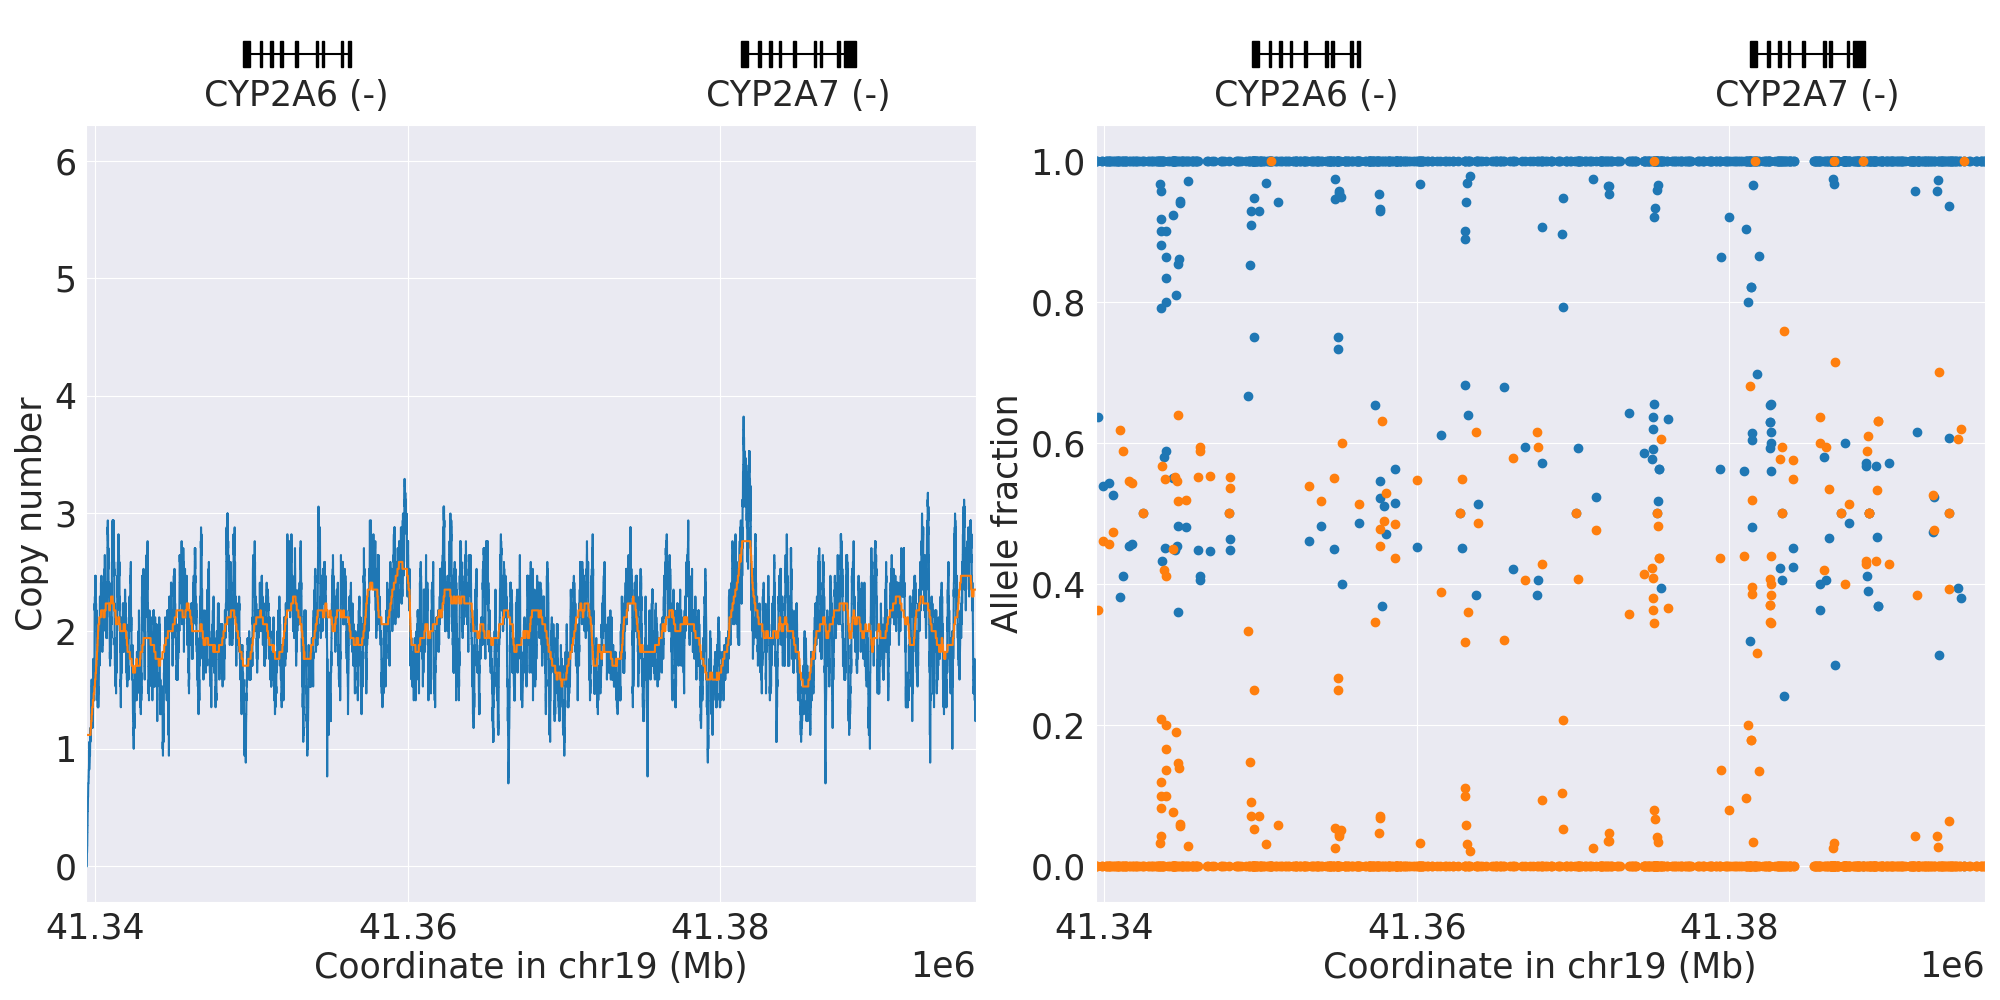 CYP2A6 (-) CYP2A7 (-)
CYP2A6 (-) CYP2A7 (-)
Copy number
6
5
4
3
2
1
0
41.34 41.36 41.38
Coordinate in chr19 (Mb) 1e6
Allele fraction
1.0
0.8
0.6
0.4
0.2
0.0
41.34 41.36 41.38
Coordinate in chr19 (Mb) 1e6